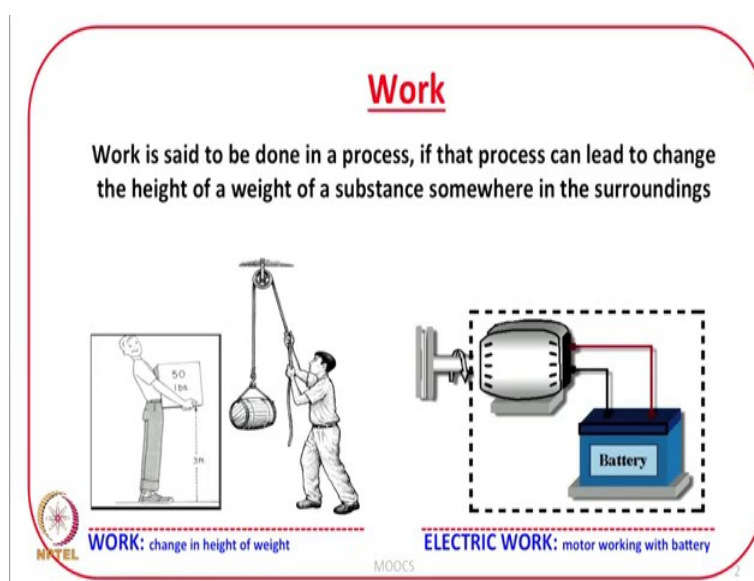 Work
Work is said to be done in a process, if that process can lead to change
the height of a weight of a substance somewhere in the surroundings
50
lbs.
3ft.
Battery
NPTEL
WORK: change in height of weight
ELECTRIC WORK: motor working with battery
MOOCS
2